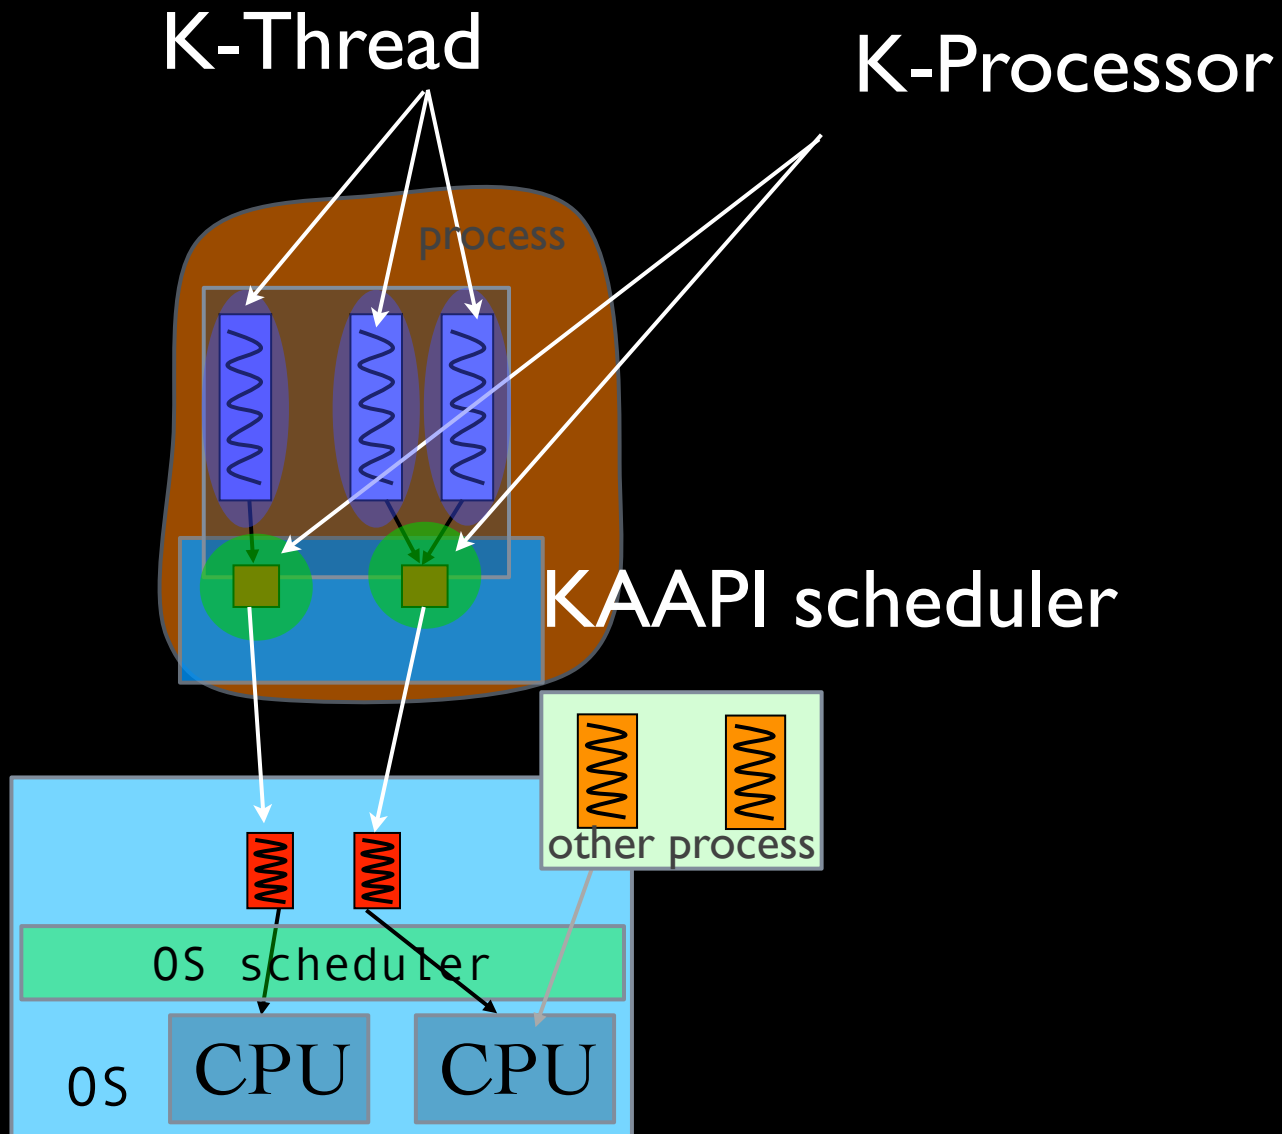 K-Thread
K-Processor
process
KAAPI scheduler
other process
OS scheduler
OS
CPU
CPU